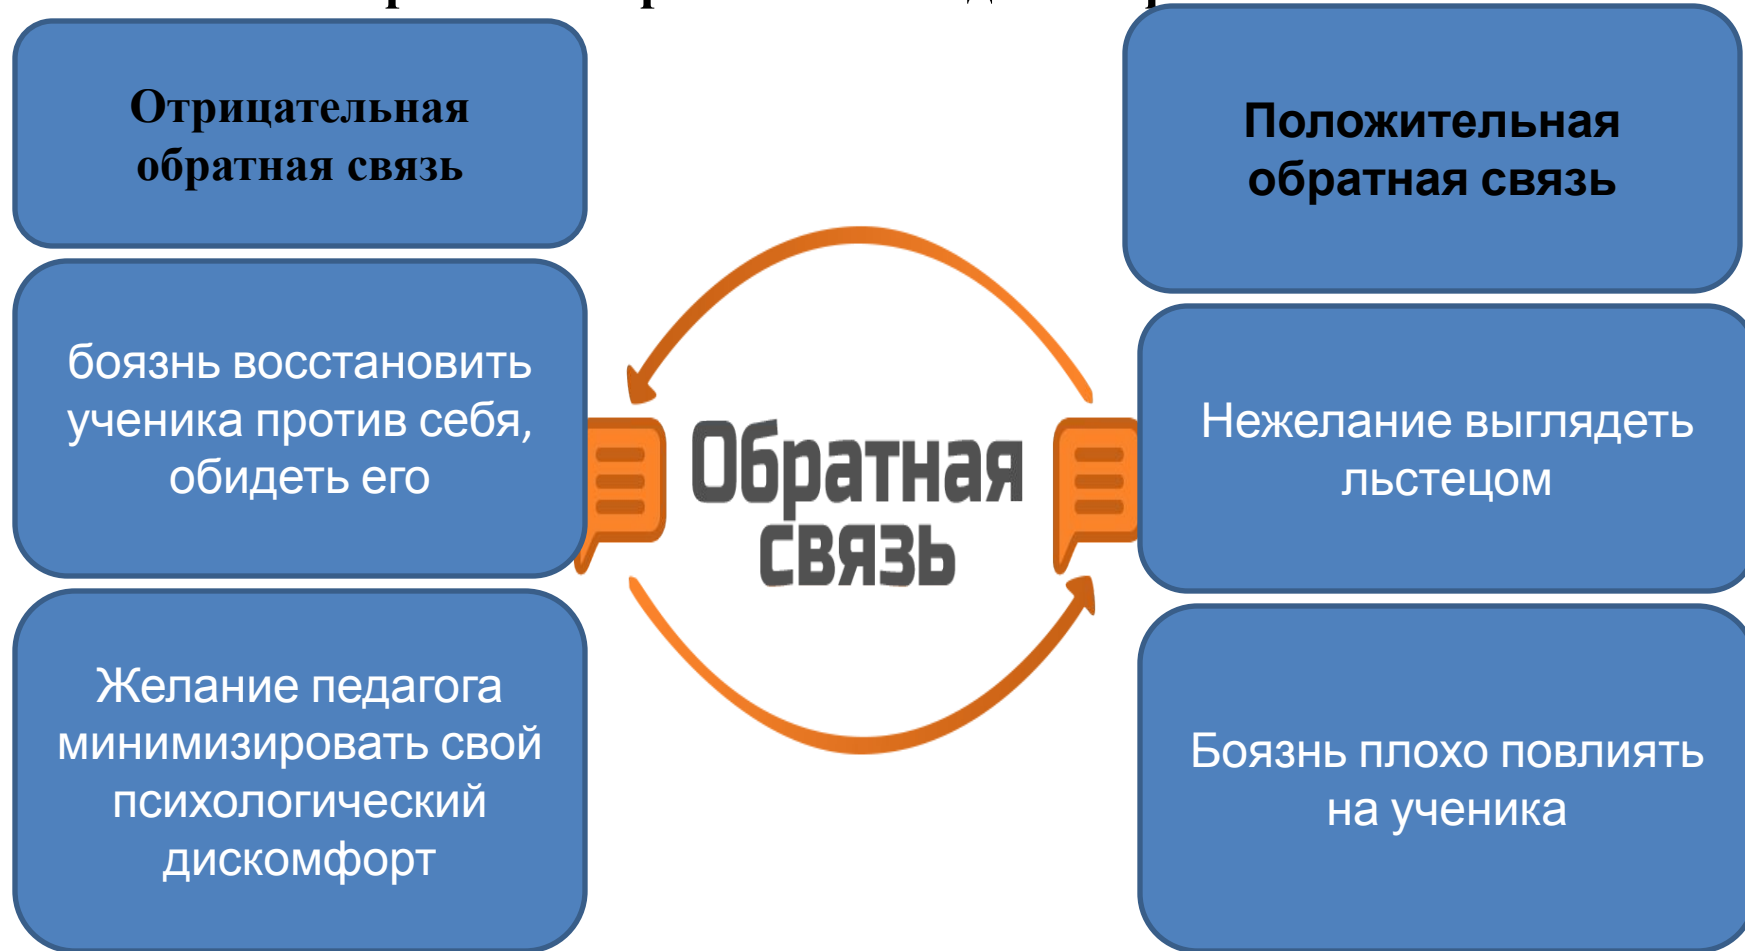 Отрицательная
обратная связь
боязнь восстановить
ученика против себя,
обидеть его
Желание педагога
минимизировать свой
психологический
дискомфорт
Обратная
связь
Положительная
обратная связь
Нежелание выглядеть
льстецом
Боязнь плохо повлиять
на ученика